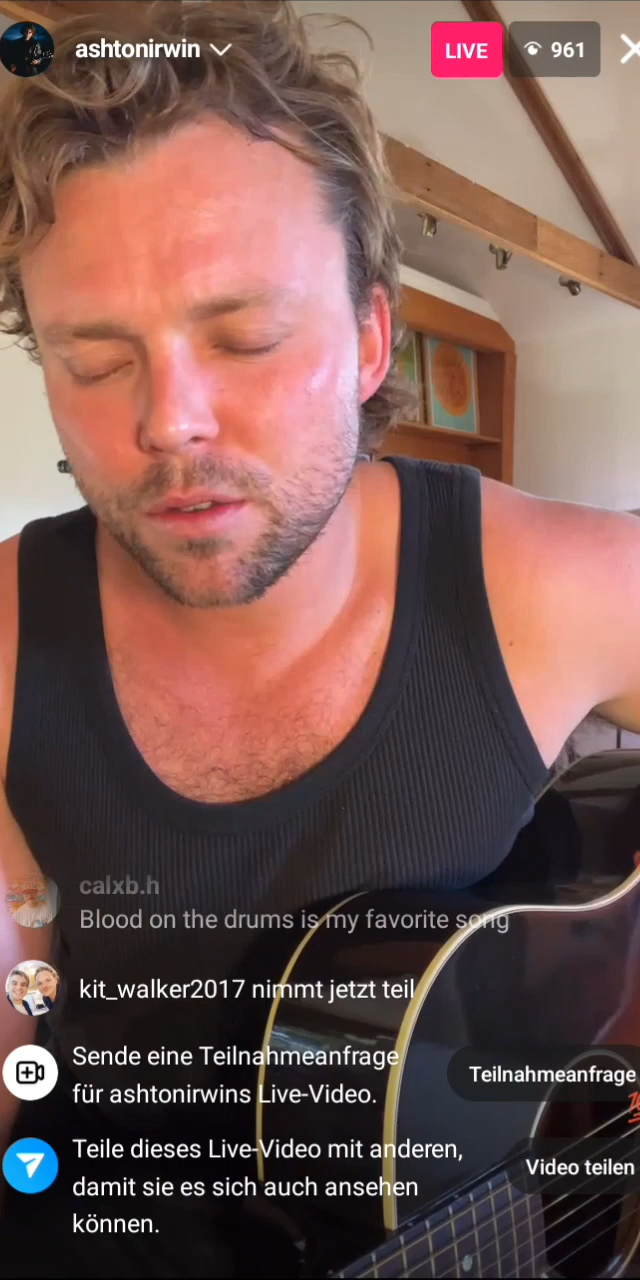 ashtonirwin
LIVE
961
calxb.h
Blood on the drums is my favorite song
kit_walker2017 nimmt jetzt teil
Sende eine Teilnahmeanfrage
für ashtonirwins Live-Video.
Teilnahmeanfrage
Teile dieses Live-Video mit anderen,
damit sie es sich auch ansehen
können.
Video teilen